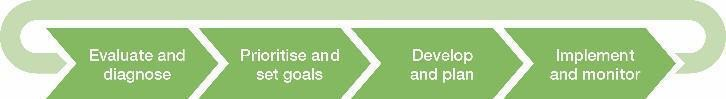 Evaluate and
diagnose
Prioritise and
set goals
Develop
and plan
Implement
and monitor